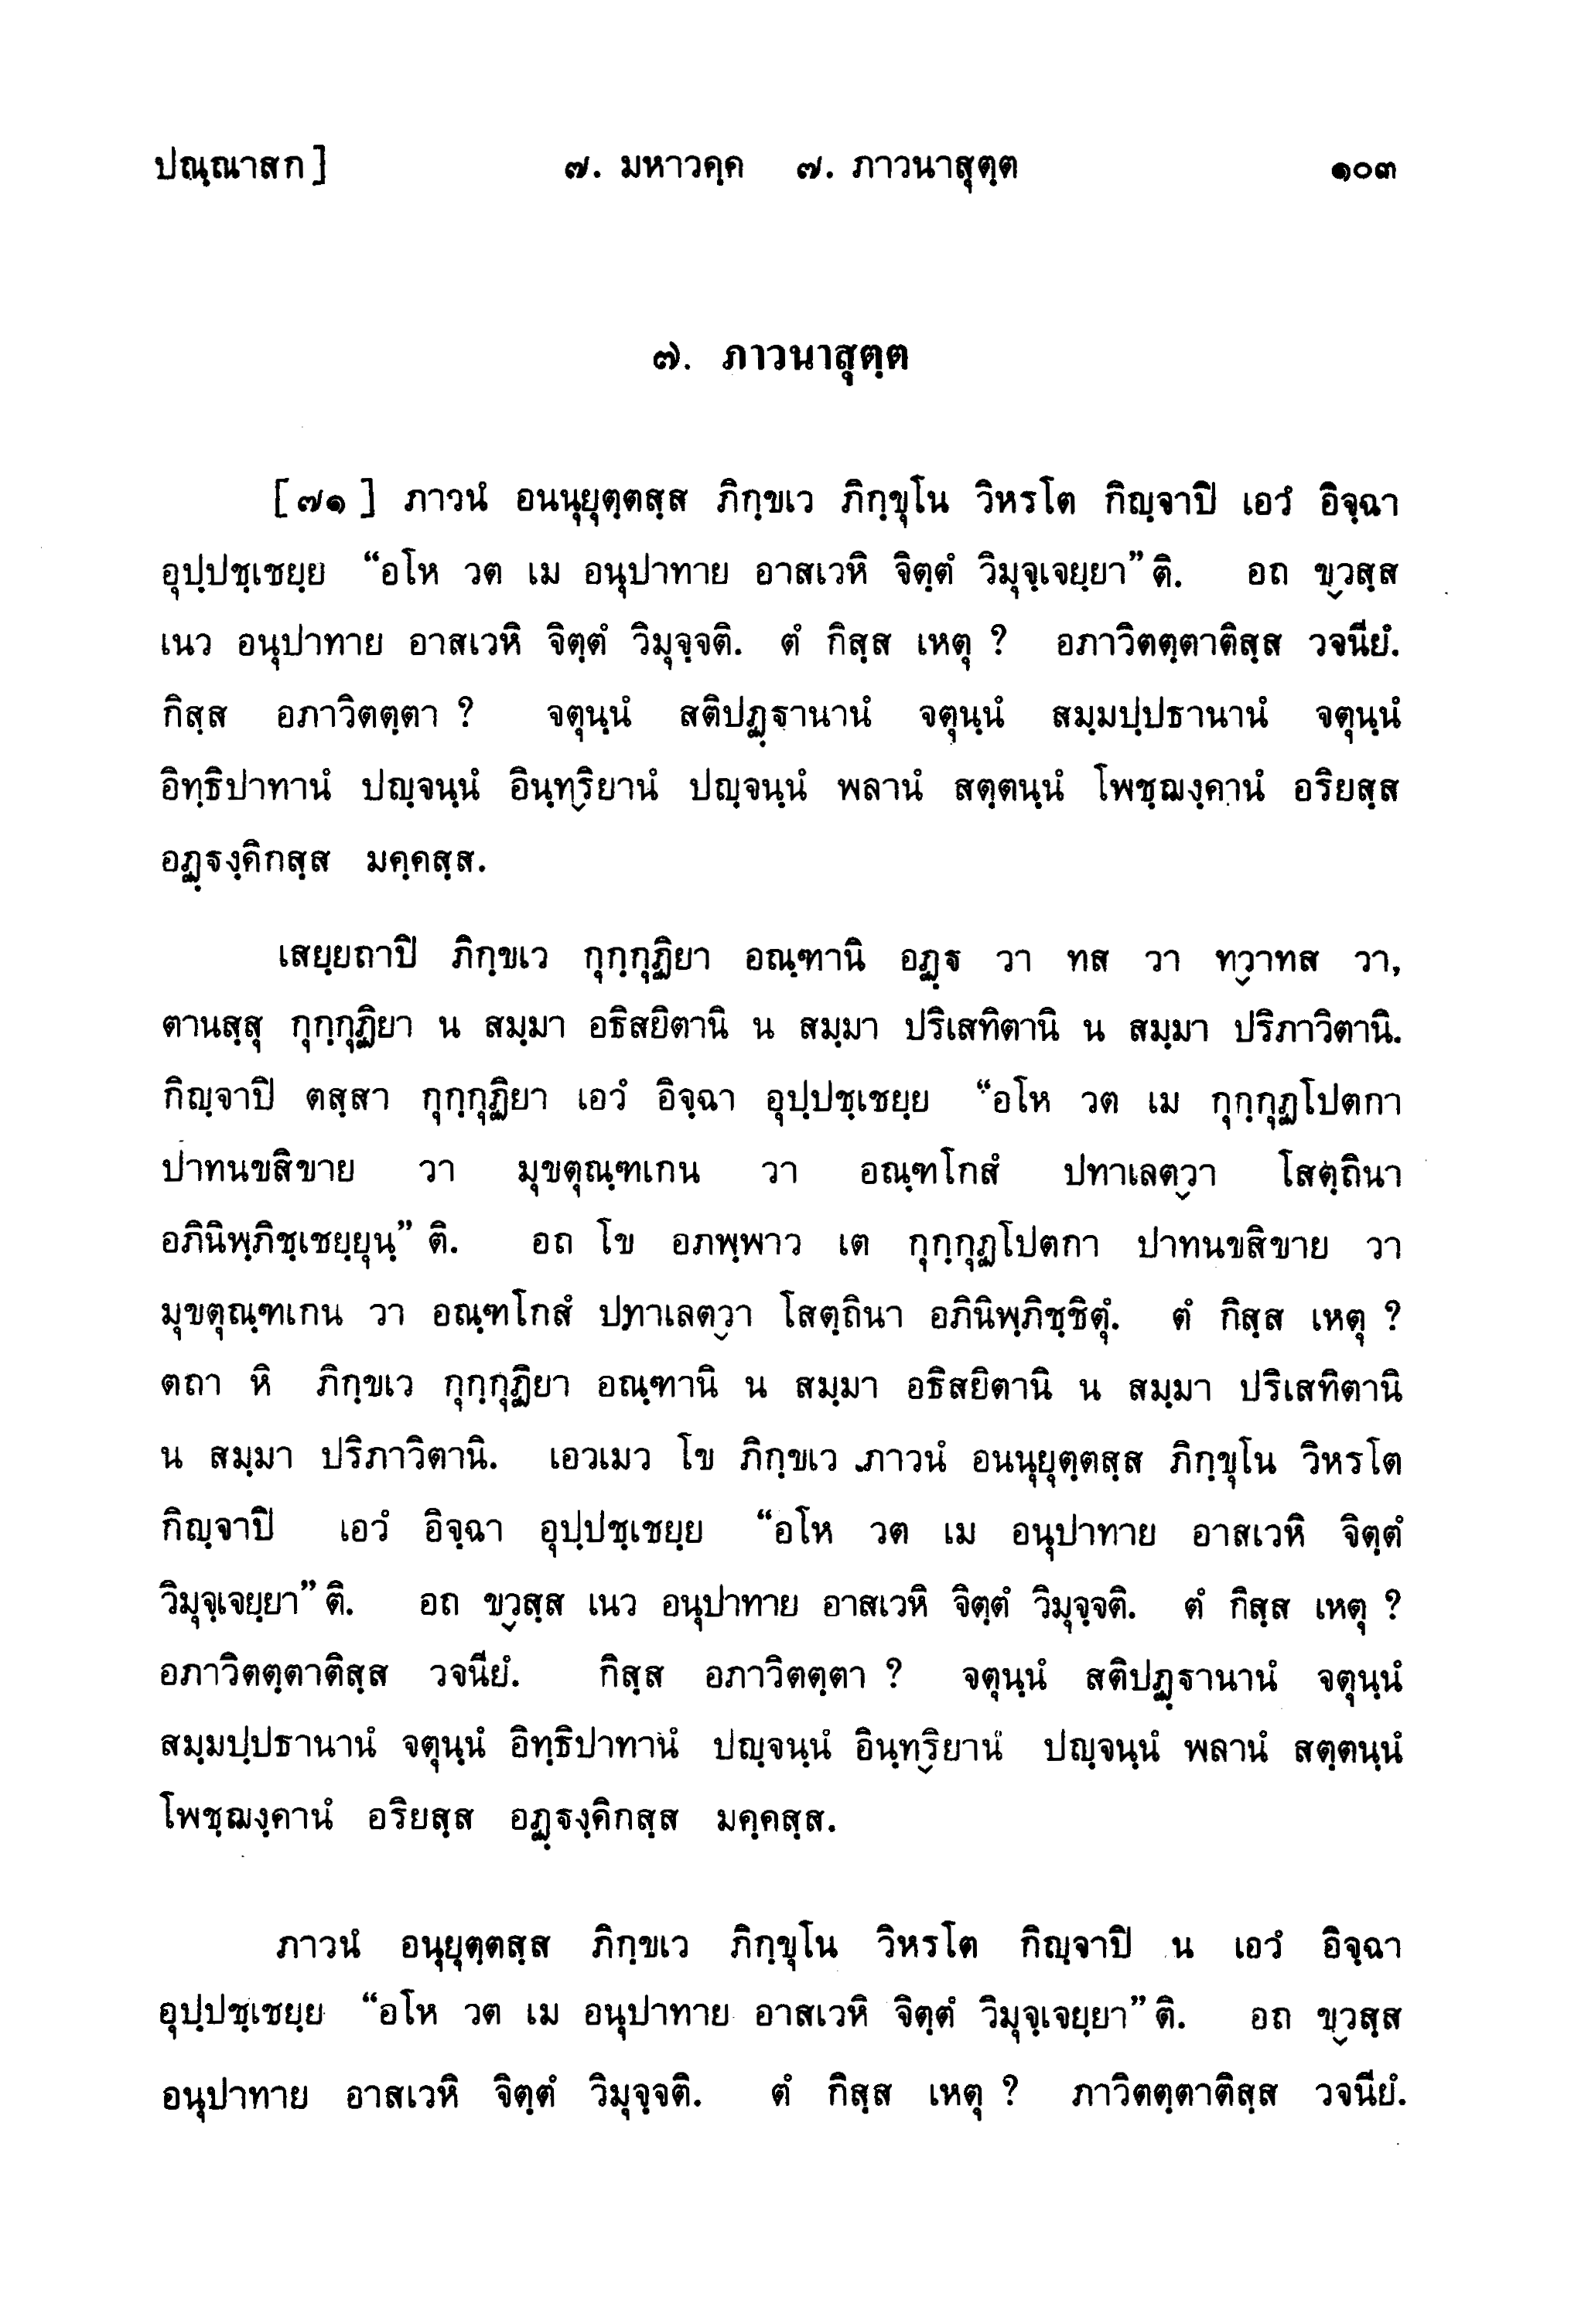 ปณฺณาสก] ๗. มหาวคฺค ๗. ภาวนาสุตฺต ๑๐๓
๗. ภาวนาสุตฺต
[๗๑] ภาวนํ อนนุยุตฺตสฺส ภิกฺขเว ภิกฺขุโน วิหรโต กิญฺจาปิ เอวํ อิจฺฉา
อุปฺปชฺเชยฺย “อโห วต เม อนุปาทาย อาสเวหิ จิตฺตํ วิมุจฺเจยฺยา” ติ. อถ ขฺวสฺส
เนว อนุปาทาย อาสเวหิ จิตฺตํ วิมุจฺจติ. ตํ กิสฺส เหตุ ? อภาวิตตฺตาติสฺส วจนียํ.
กิสฺส อภาวิตตฺตา ? จตุนฺนํ สติปฏฺฐานานํ จตุนฺนํ สมฺมปฺปธานานํ จตุนฺนํ
อิทฺธิปาทานํ ปญฺจนฺนํ อินฺทฺริยานํ ปญฺจนฺนํ พลานํ สตฺตนฺนํ โพชฺฌงฺคานํ อริยสฺส
อฏฺฐงฺคิกสฺส มคฺคสฺส.
เสยฺยถาปิ ภิกฺขเว กุกฺกุฏิยา อณฺฑานิ อฏฺฐ วา ทส วา ทฺวาทส วา,
ตานสฺสุ กุกฺกุฏิยา น สมฺมา อธิสยิตานิ น สมฺมา ปริเสทิตานิ น สมฺมา ปริภาวิตานิ.
กิญฺจาปิ ตสฺสา กุกฺกุฏิยา เอวํ อิจฺฉา อุปฺปชฺเชยฺย “อโห วต เม กุกฺกุฏโปตกา
ปาทนขสิขาย วา มุขตุณฺฑเกน วา อณฺฑโกสํ ปทาเลตฺวา โสตฺถินา
อภินิพฺภิชฺเชยฺยุนฺ” ติ. อถ โข อภพฺพาว เต กุกฺกุฏโปตกา ปาทนขสิขาย วา
มุขตุณฺฑเกน วา อณฺฑโกสํ ปทาเลตฺวา โสตฺถินา อภินิพฺภิชฺชิตุํ. ตํ กิสฺส เหตุ ?
ตถา หิ ภิกฺขเว กุกฺกุฏิยา อณฺฑานิ น สมฺมา อธิสยิตานิ น สมฺมา ปริเสทิตานิ
น สมฺมา ปริภาวิตานิ. เอวเมว โข ภิกฺขเว ภาวนํ อนนุยุตฺตสฺส ภิกฺขุโน วิหรโต
กิญฺจาปิ เอวํ อิจฺฉา อุปฺปชฺเชยฺย “อโห วต เม อนุปาทาย อาสเวหิ จิตฺตํ
วิมุจฺเจยฺยา” ติ. อถ ขฺวสฺส เนว อนุปาทาย อาสเวหิ จิตฺตํ วิมุจฺจติ. ตํ กิสฺส เหตุ ?
อภาวิตตฺตาติสฺส วจนียํ. กิสฺส อภาวิตตฺตา ? จตุนฺนํ สติปฏฺฐานานํ จตุนฺนํ
สมฺมปฺปธานานํ จตุนฺนํ อิทฺธิปาทานํ ปญฺจนฺนํ อินฺทฺริยานํ ปญฺจนฺนํ พลานํ สตฺตนฺนํ
โพชฺฌงฺคานํ อริยสฺส อฏฺฐงฺคิกสฺส มคฺคสฺส.
ภาวนํ อนุยุตฺตสฺส ภิกฺขเว ภิกฺขุโน วิหรโต กิญฺจาปิ น เอวํ อิจฺฉา
อุปฺปชฺเชยฺย “อโห วต เม อนุปาทาย อาสเวหิ จิตฺตํ วิมุจฺเจยฺยา” ติ. อถ ขฺวสฺส
อนุปาทาย อาสเวหิ จิตฺตํ วิมุจฺจติ. ตํ กิสฺส เหตุ ? ภาวิตตฺตาติสฺส วจนียํ.